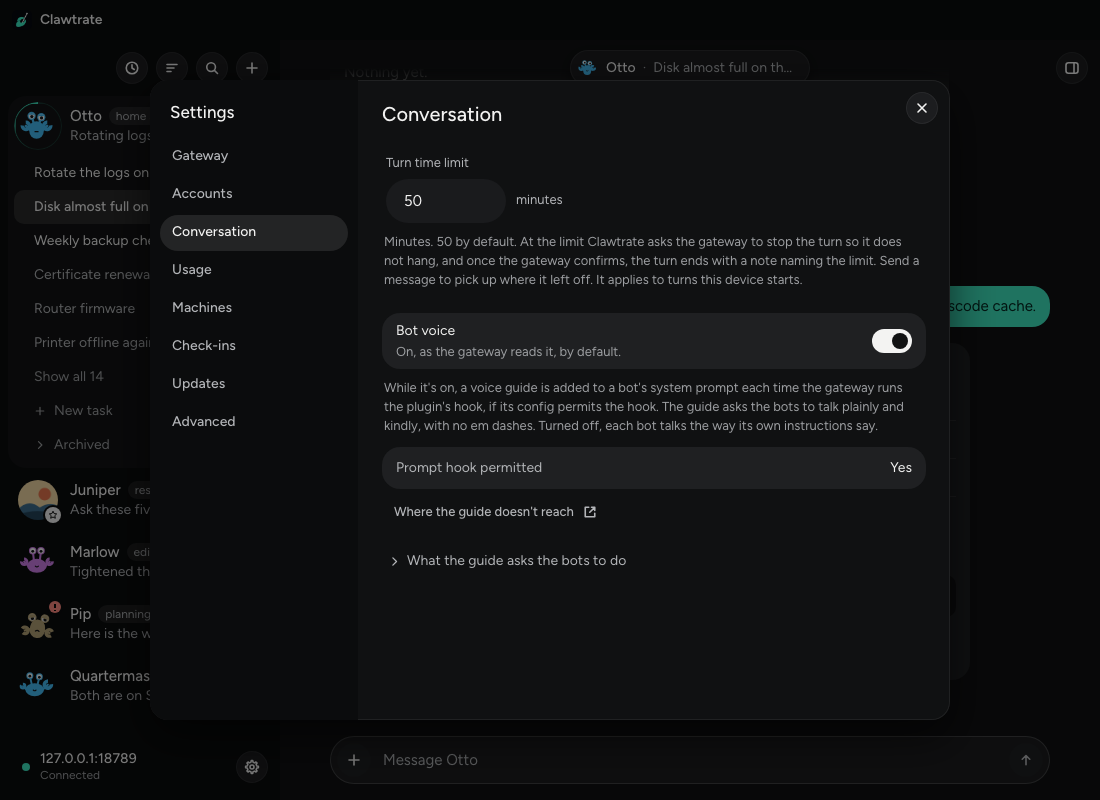 Clawtrate
Nothing yet.
Otto · Disk almost full on th...
Otto home
Rotating logs
Rotate the logs on
Disk almost full on
Weekly backup che
Certificate renewa
Router firmware
Printer offline again
Show all 14
New task
Archived
Juniper res
Ask these five
Marlow edi
Tightened th
Pip planning
Here is the w
Quartermas
Both are on S
127.0.0.1:18789
Connected
Settings
Gateway
Accounts
Conversation
Usage
Machines
Check-ins
Updates
Advanced
Conversation
Turn time limit
50 minutes
Minutes. 50 by default. At the limit Clawtrate asks the gateway to stop the turn so it does
not hang, and once the gateway confirms, the turn ends with a note naming the limit. Send a
message to pick up where it left off. It applies to turns this device starts.
Bot voice
On, as the gateway reads it, by default.
While it's on, a voice guide is added to a bot's system prompt each time the gateway runs
the plugin's hook, if its config permits the hook. The guide asks the bots to talk plainly and
kindly, with no em dashes. Turned off, each bot talks the way its own instructions say.
Prompt hook permitted Yes
Where the guide doesn't reach
What the guide asks the bots to do
scode cache.
Message Otto